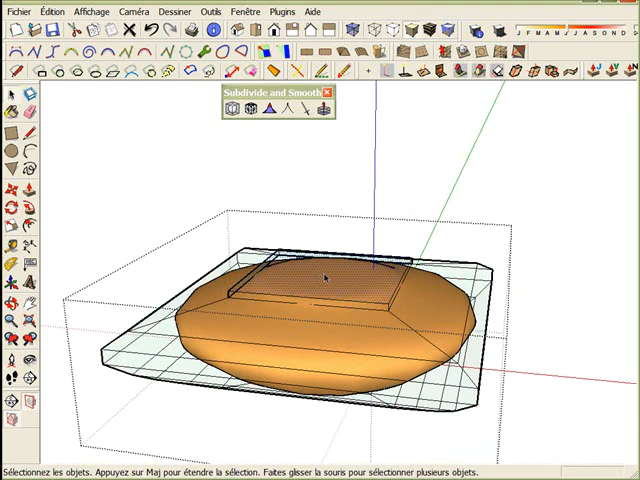 Fichier Édition Affichage Caméra Dessiner Outils Fenêtre Plugins Aide
J F M A M J J A S O N D
Subdivide and Smooth
J V N
Sélectionnez les objets. Appuyez sur Maj pour étendre la sélection. Faites glisser la souris pour sélectionner plusieurs objets.